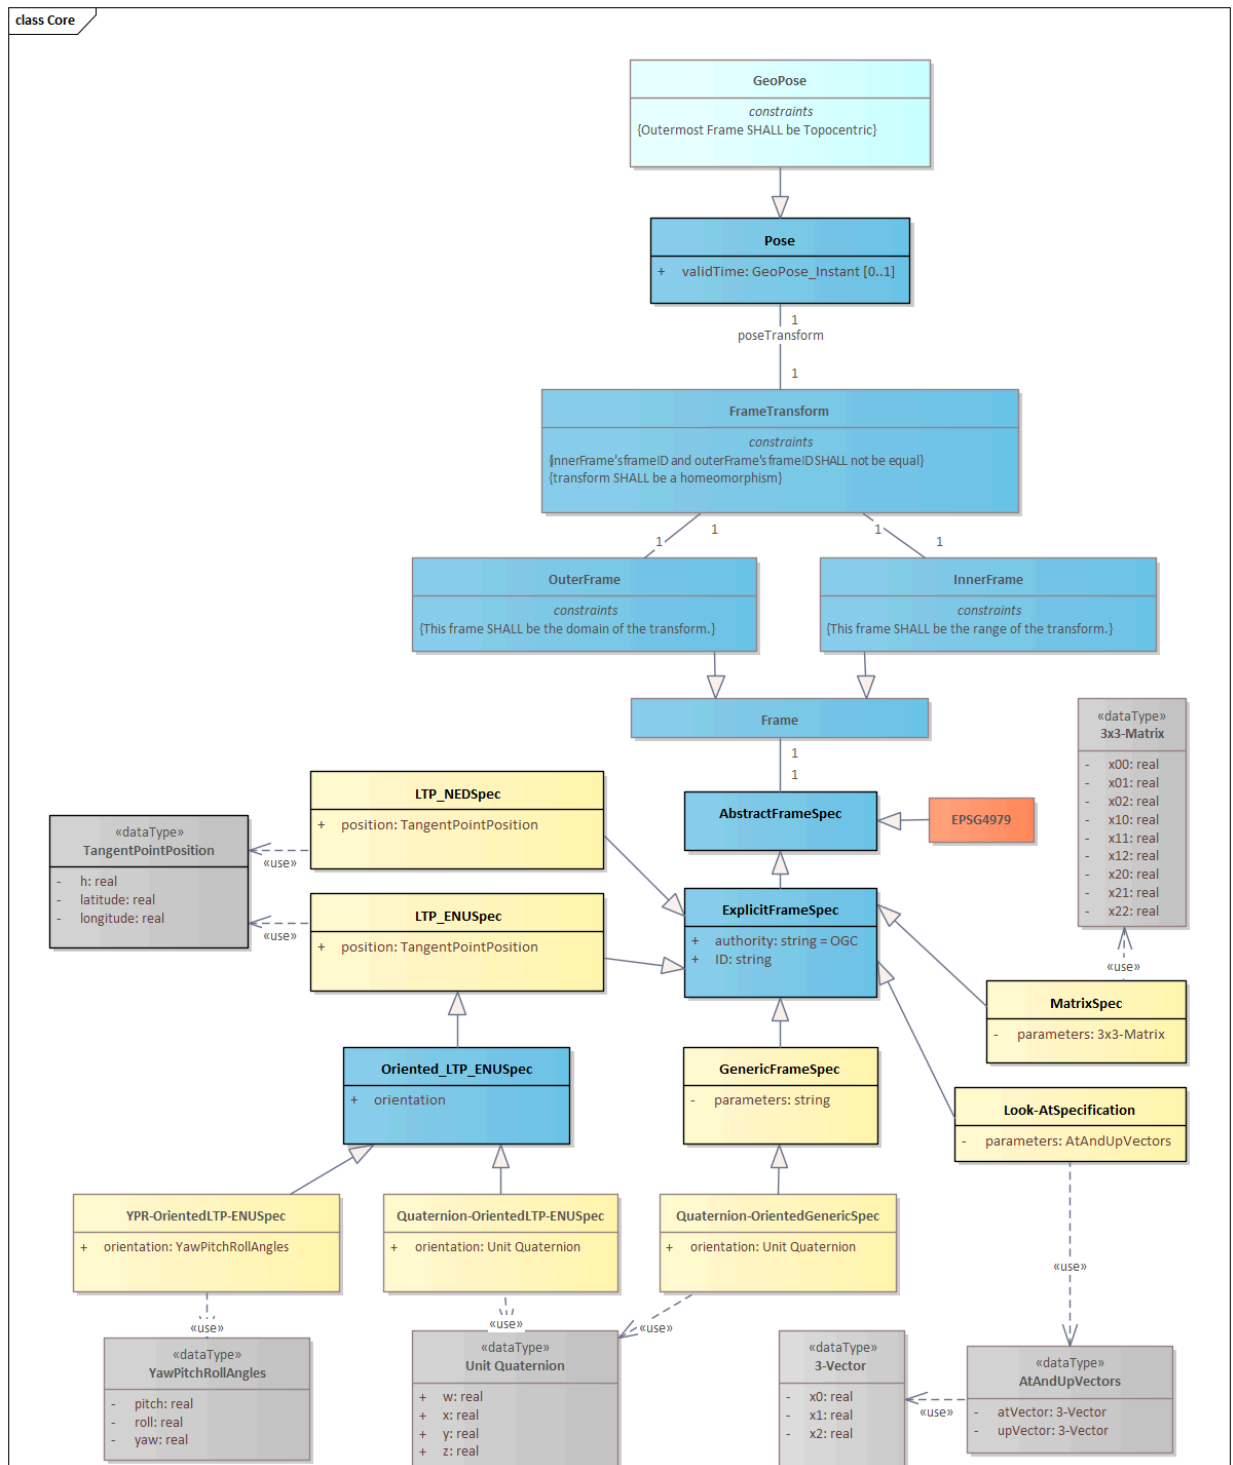 class Core
GeoPose
constraints
{Outermost Frame SHALL be Topocentric}
Pose
+ validTime: GeoPose_Instant [0..1]
1
poseTransform
1
FrameTransform
constraints
{innerFrame'sframeID and outerFrame'sframeIDSHALL not be equal}
{transform SHALL be a homeomorphism}
1
1
1
1
OuterFrame
constraints
{This frame SHALL be the domain of the transform.}
InnerFrame
constraints
{This frame SHALL be the range of the transform.}
Frame
1
1
«dataType»
3x3-Matrix
- x00: real
- x01: real
- x02: real
- x10: real
- x11: real
- x12: real
- x20: real
- x21: real
- x22: real
«use»
LTP_NEDSpec
+ position: TangentPointPosition
AbstractFrameSpec
EPSG4979
«dataType»
TangentPointPosition
- h: real
- latitude: real
- longitude: real
«use»
«use»
LTP_ENUSpec
+ position: TangentPointPosition
ExplicitFrameSpec
+ authority: string = OGC
+ ID: string
MatrixSpec
- parameters: 3x3-Matrix
Oriented_LTP_ENUSpec
+ orientation
GenericFrameSpec
- parameters: string
Look-AtSpecification
- parameters: AtAndUpVectors
YPR-OrientedLTP-ENUSpec
+ orientation: YawPitchRollAngles
Quaternion-OrientedLTP-ENUSpec
+ orientation: Unit Quaternion
Quaternion-OrientedGenericSpec
+ orientation: Unit Quaternion
«use»
«use»
«use»
«use»
«dataType»
YawPitchRollAngles
- pitch: real
- roll: real
- yaw: real
«dataType»
Unit Quaternion
+ w: real
+ x: real
+ y: real
+ z: real
«dataType»
3-Vector
- x0: real
- x1: real
- x2: real
«use»
«dataType»
AtAndUpVectors
- atVector: 3-Vector
- upVector: 3-Vector